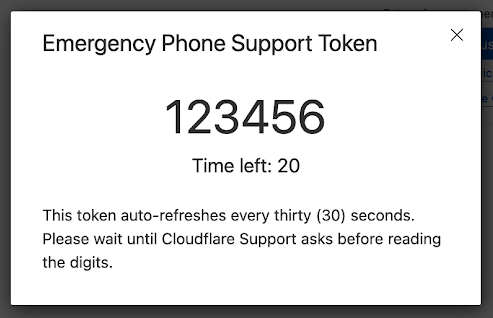 Emergency Phone Support Token
123456
Time left: 20
This token auto-refreshes every thirty (30) seconds.
Please wait until Cloudflare Support asks before reading
the digits.